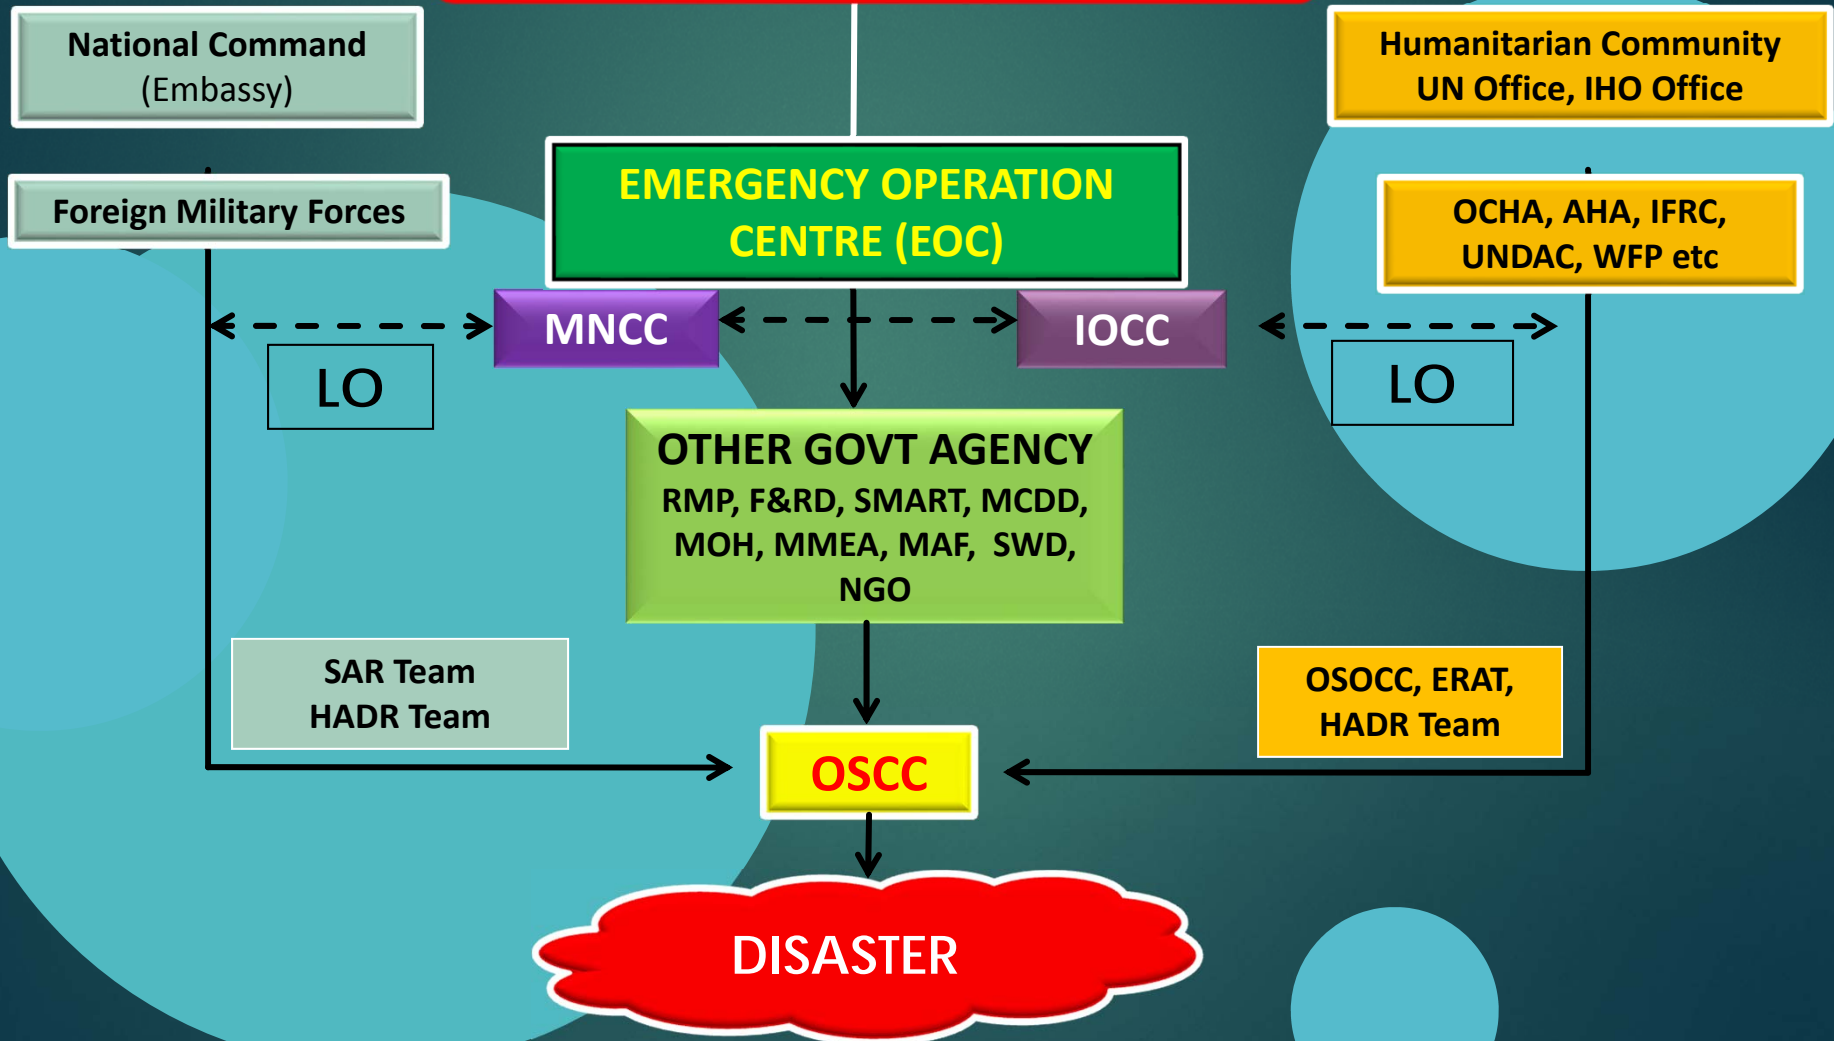 National Command
(Embassy)
Humanitarian Community
UN Office, IHO Office
EMERGENCY OPERATION
CENTRE (EOC)
Foreign Military Forces
OCHA, AHA, IFRC,
UNDAC, WFP etc
MNCC
IOCC
LO
LO
OTHER GOVT AGENCY
RMP, F&RD, SMART, MCDD,
MOH, MMEA, MAF, SWD,
NGO
SAR Team
HADR Team
OSOCC, ERAT,
HADR Team
OSCC
DISASTER